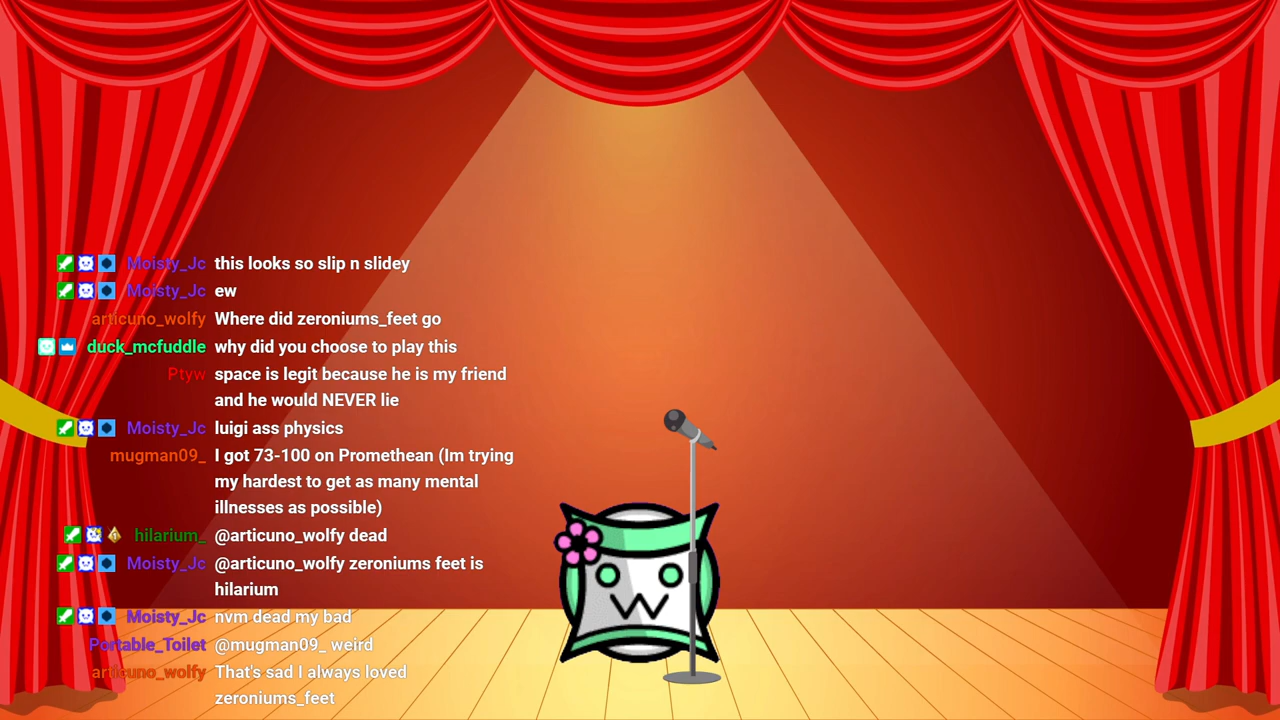 Moisty_Jc this looks so slip n slidey
Moisty_Jc ew
articuno_wolfy Where did zeroniums_feet go
duck_mcfuddle why did you choose to play this
Ptyw space is legit because he is my friend
and he would NEVER lie
Moisty_Jc luigi ass physics
mugman09_ I got 73-100 on Promethean (Im trying
my hardest to get as many mental
illnesses as possible)
hilarium_ @articuno_wolfy dead
Moisty_Jc @articuno_wolfy zeroniums feet is
hilarium
Moisty_Jc nvm dead my bad
Portable_Toilet @mugman09_ weird
articuno_wolfy That's sad I always loved
zeroniums_feet